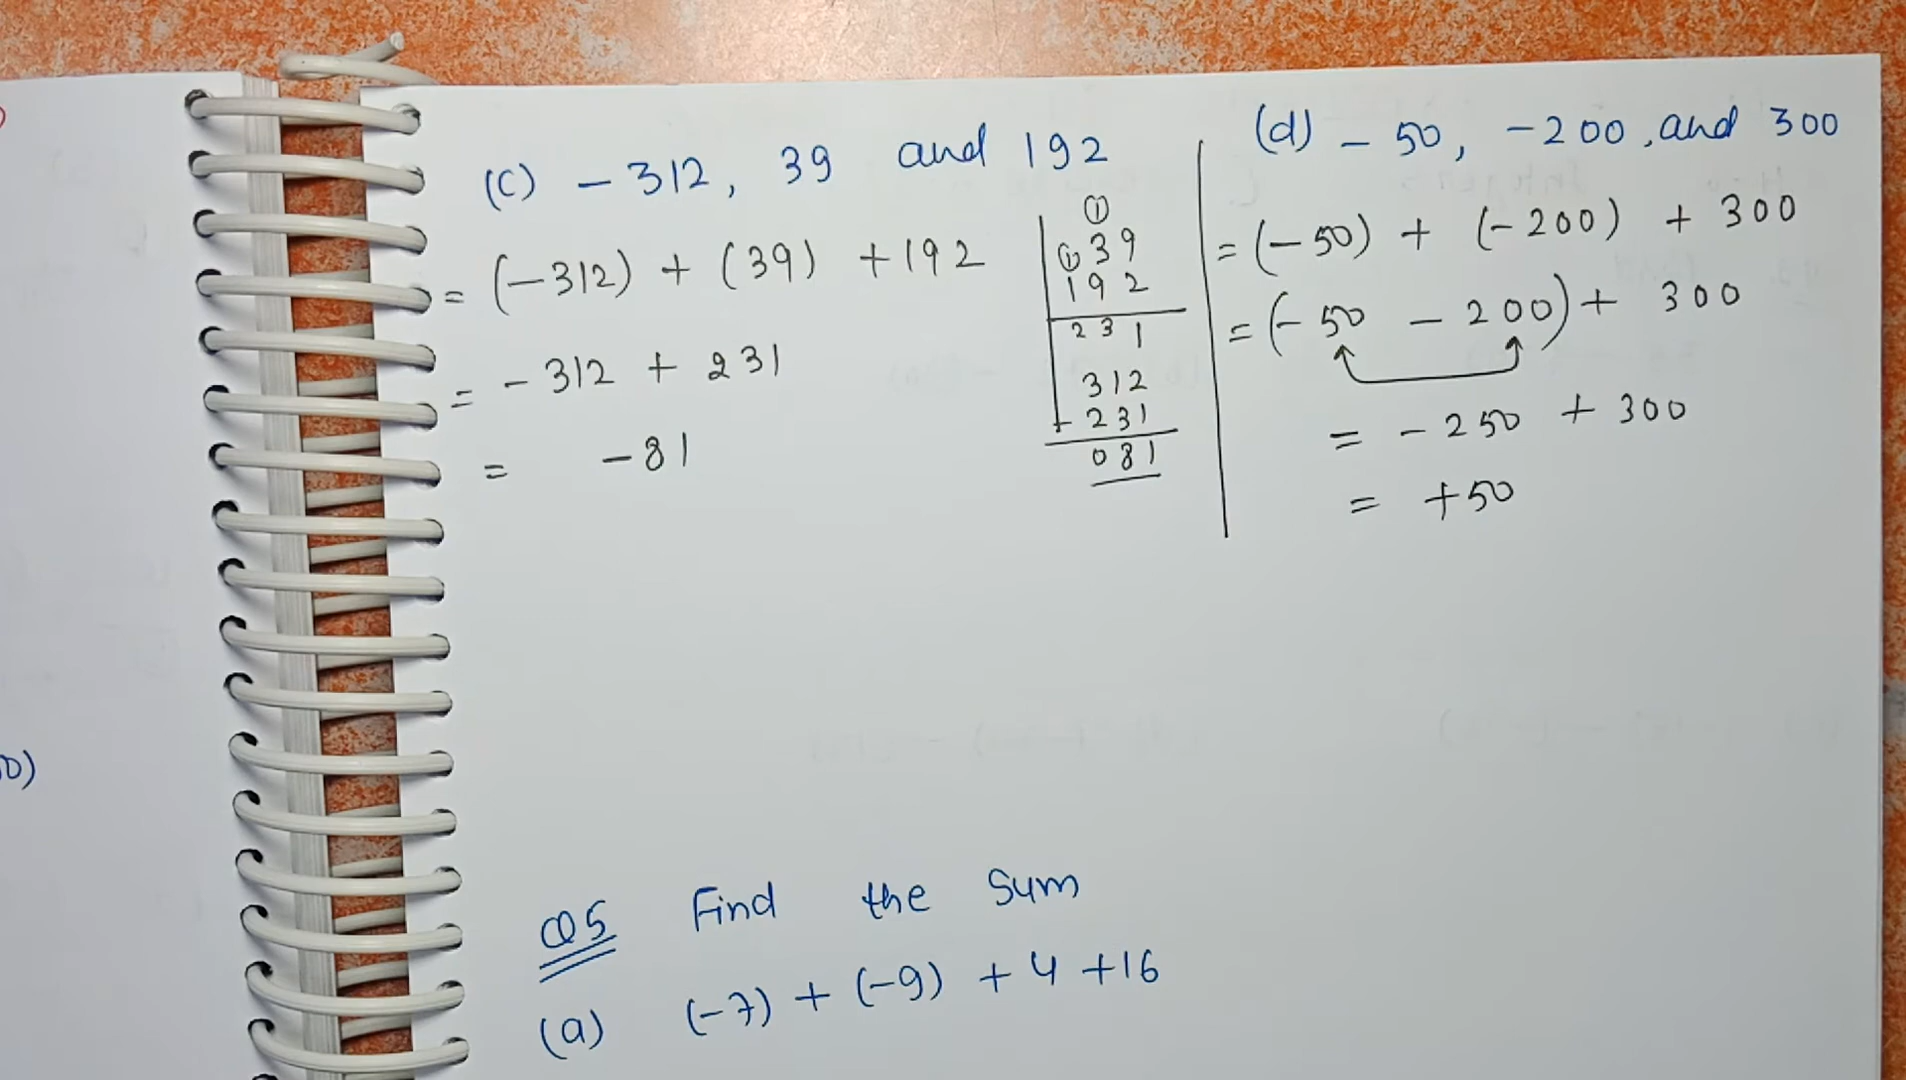 (c) - 312, 39 and 192
= (-312) + (39) + 192
= - 312 + 231
= - 81
(1)
(1) 39
192
231
312
- 231
081
(d) - 50, - 200, and 300
= (-50) + (-200) + 300
= (- 50 - 200) + 300
= - 250 + 300
= + 50
Q5 Find the Sum
(a) (-7) + (-9) + 4 + 16